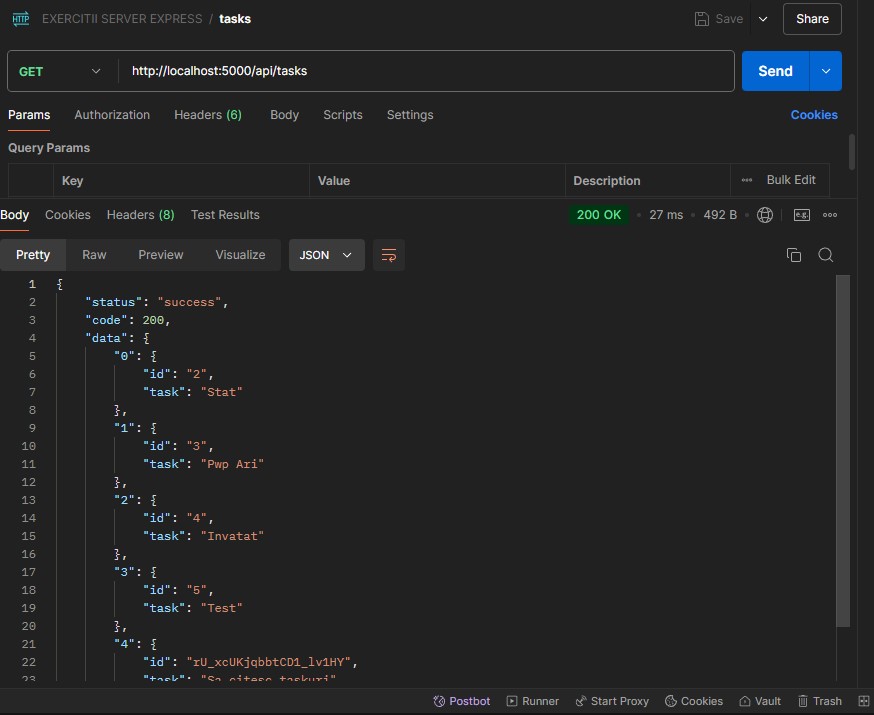 HTTP EXERCITII SERVER EXPRESS / tasks Save Share
GET http://localhost:5000/api/tasks Send
Params Authorization Headers (6) Body Scripts Settings Cookies
Query Params
Key Value Description Bulk Edit
Body Cookies Headers (8) Test Results 200 OK 27 ms 492 B e.g.
Pretty Raw Preview Visualize JSON
1 {
2 "status": "success",
3 "code": 200,
4 "data": {
5 "0": {
6 "id": "2",
7 "task": "Stat"
8 },
9 "1": {
10 "id": "3",
11 "task": "Pwp Ari"
12 },
13 "2": {
14 "id": "4",
15 "task": "Invatat"
16 },
17 "3": {
18 "id": "5",
19 "task": "Test"
20 },
21 "4": {
22 "id": "rU_xcUKjqbbtCD1_lv1HY",
23 "task": "Sa citesc taskuri"
Postbot Runner Start Proxy Cookies Vault Trash